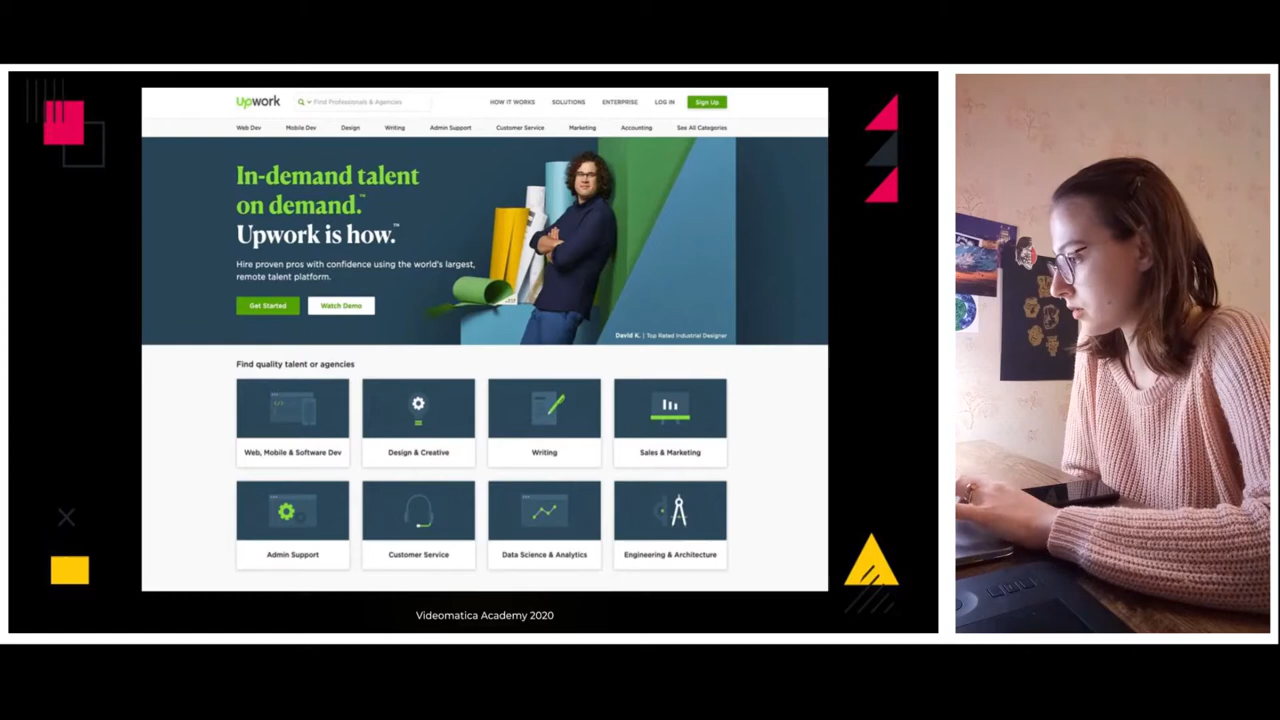 Upwork
Find Professionals & Agencies
HOW IT WORKS
SOLUTIONS
ENTERPRISE
LOG IN
Sign Up
Web Dev
Mobile Dev
Design
Writing
Admin Support
Customer Service
Marketing
Accounting
See All Categories
In-demand talent
on demand.™
Upwork is how.™
Hire proven pros with confidence using the world's largest,
remote talent platform.
Get Started
Watch Demo
David K. | Top Rated Industrial Designer
Find quality talent or agencies
Web, Mobile & Software Dev
Design & Creative
Writing
Sales & Marketing
Admin Support
Customer Service
Data Science & Analytics
Engineering & Architecture
Videomatica Academy 2020